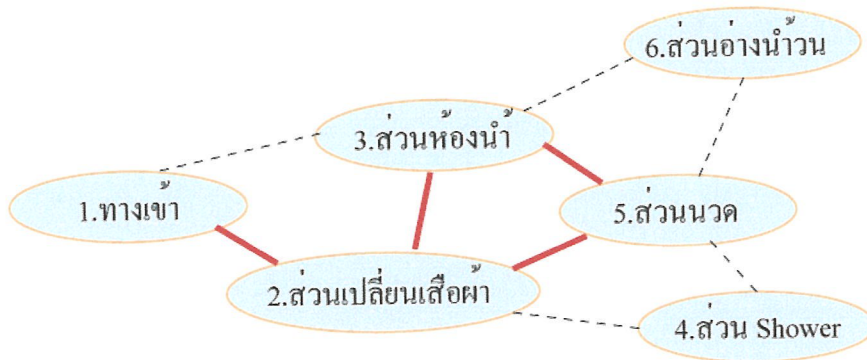 6.ส่วนอ่างน้ำวน
3.ส่วนห้องน้ำ
1.ทางเข้า
5.ส่วนนวด
2.ส่วนเปลี่ยนเสื้อผ้า
4.ส่วน Shower